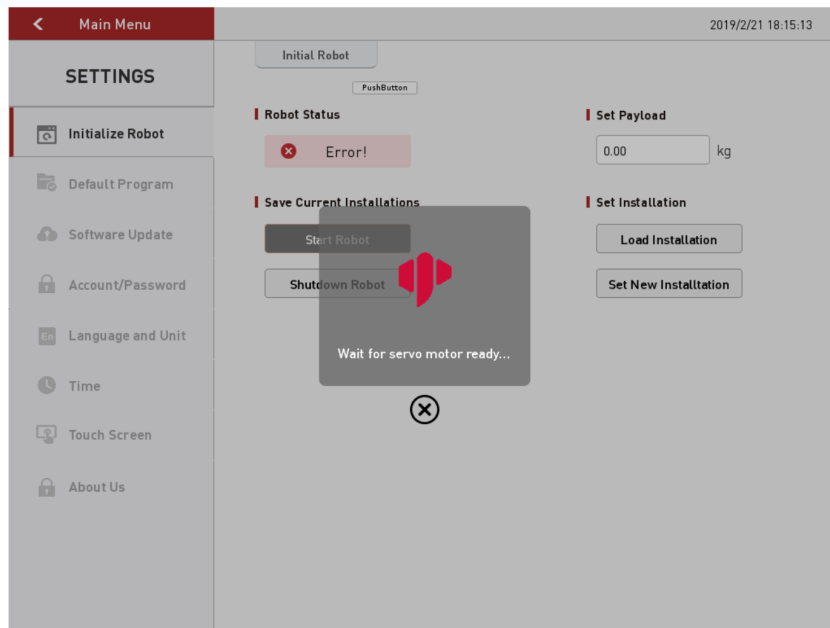 Main Menu
2019/2/21 18:15:13
SETTINGS
Initialize Robot
Default Program
Software Update
Account/Password
En
Language and Unit
Time
Touch Screen
About Us
Initial Robot
PushButton
Robot Status
Error!
Save Current Installations
Start Robot
Shutdown Robot
Set Payload
0.00
kg
Set Installation
Load Installation
Set New Installtation
Wait for servo motor ready...